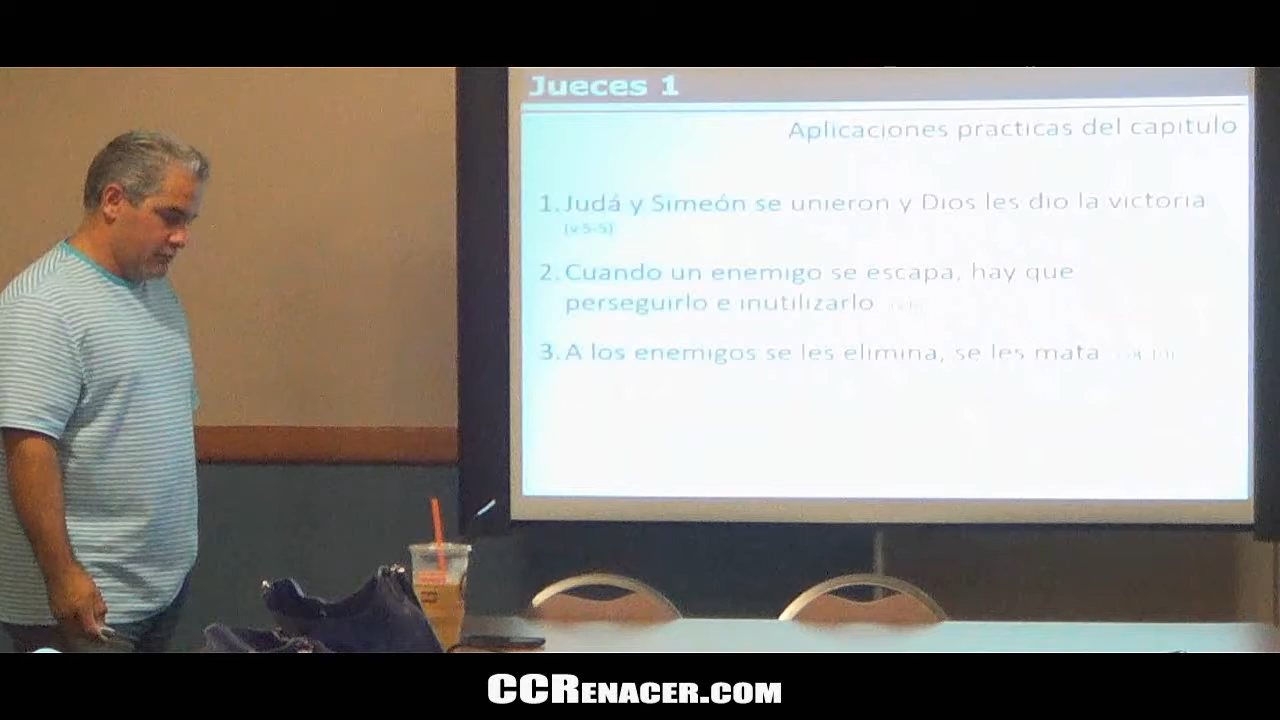 Jueces 1
Aplicaciones practicas del capitulo
1. Judá y Simeón se unieron y Dios les dio la victoria
2. Cuando un enemigo se escapa, hay que
perseguirlo e inutilizarlo
3. A los enemigos se les elimina, se les mata
CCRENACER.COM